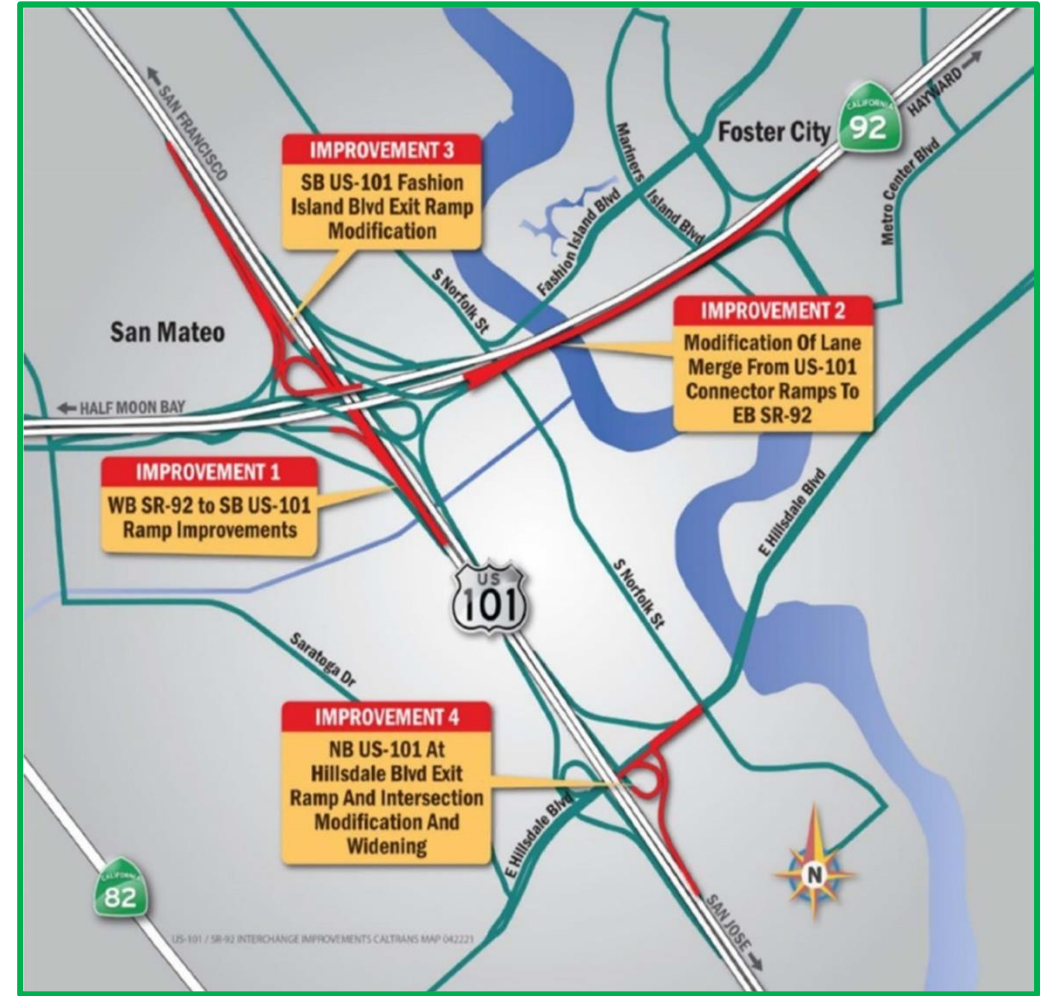 SAN FRANCISCO
IMPROVEMENT 3
SB US-101 Fashion
Island Blvd Exit Ramp
Modification
Foster City
CALIFORNIA
92
HAYWARD
Mariners
Island Blvd
Metro Center Blvd
Fashion Island Blvd
S Norfolk St
San Mateo
IMPROVEMENT 2
Modification Of Lane
Merge From US-101
Connector Ramps To
EB SR-92
HALF MOON BAY
IMPROVEMENT 1
WB SR-92 to SB US-101
Ramp Improvements
E Hillsdale Blvd
US
101
S Norfolk St
Saratoga Dr
IMPROVEMENT 4
NB US-101 At
Hillsdale Blvd Exit
Ramp And Intersection
Modification And
Widening
E Hillsdale Blvd
N
CALIFORNIA
82
SAN JOSE
US-101 / SR-92 INTERCHANGE IMPROVEMENTS CALTRANS MAP 042221